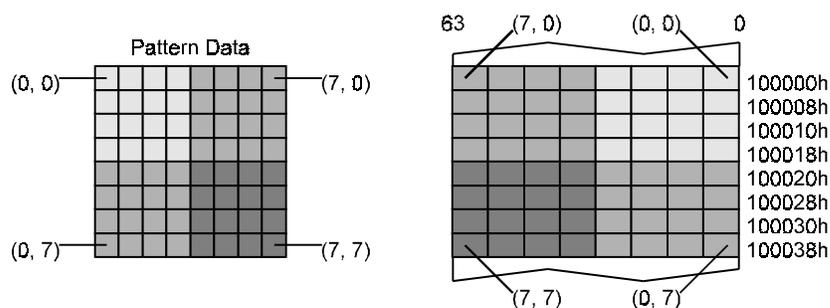 63 (7, 0) (0, 0) 0
Pattern Data
(0, 0) (7, 0) 100000h
100008h
100010h
100018h
100020h
100028h
100030h
(0, 7) (7, 7) 100038h
(7, 7) (0, 7)